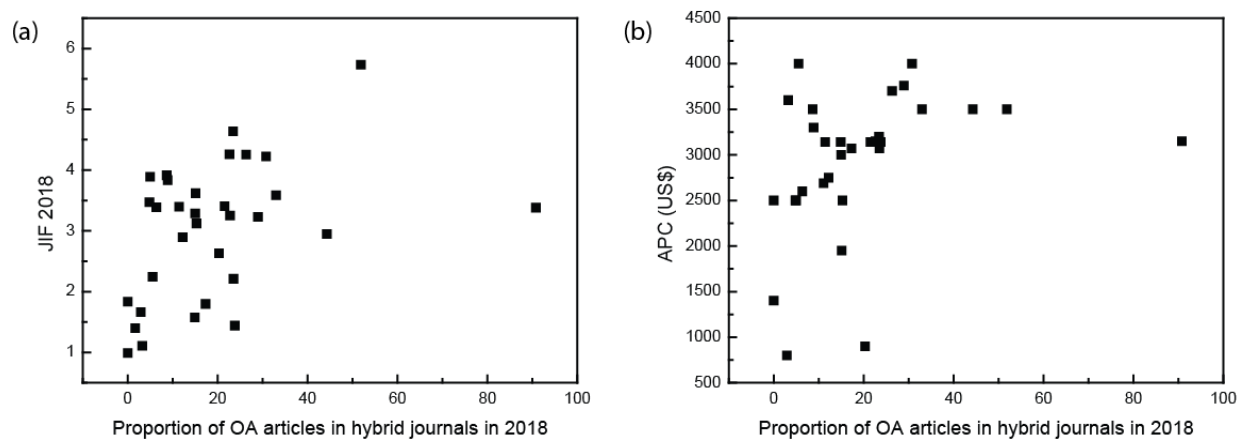 (a)
JIF 2018
6
5
4
3
2
1
0 20 40 60 80 100
Proportion of OA articles in hybrid journals in 2018
(b)
APC (US$)
4500
4000
3500
3000
2500
2000
1500
1000
500
0 20 40 60 80 100
Proportion of OA articles in hybrid journals in 2018